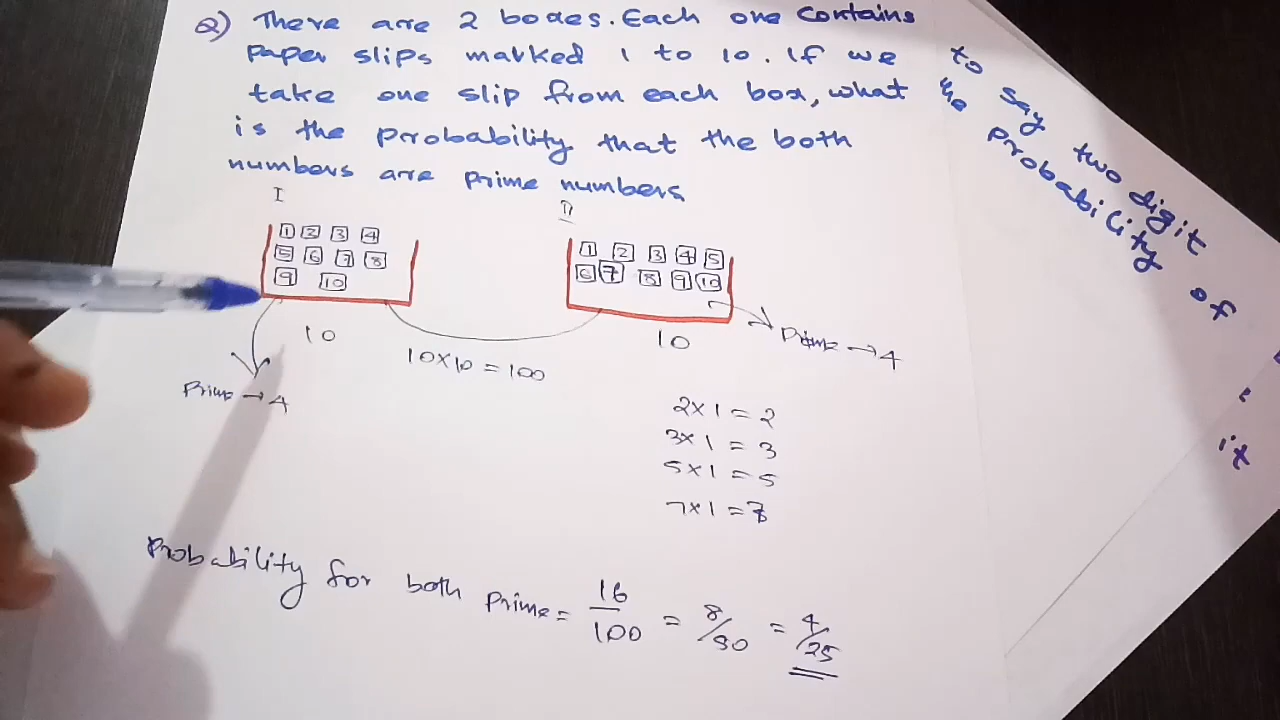 Q) There are 2 boxes. Each one contains
paper slips marked 1 to 10. If we
take one slip from each box, what
is the probability that the both
numbers are prime numbers
I
II
1 2 3 4
5 6 7 8
9 10
1 2 3 4 5
6 7 8 9 10
10
10
10×10 = 100
Prime → 4
Prime → 4
2×1 = 2
3×1 = 3
5×1 = 5
7×1 = 7
Probability for both prime = 16/100 = 8/50 = 4/25
to say two digit
the probability of
it